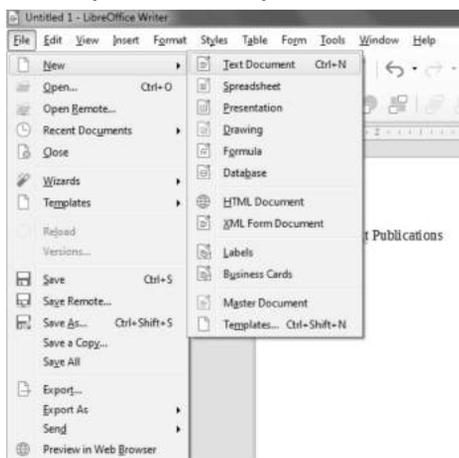 Untitled 1 - LibreOffice Writer
File Edit View Insert Format Styles Table Form Tools Window Help
New
Open... Ctrl+O
Open Remote...
Recent Documents
Close
Wizards
Templates
Reload
Versions...
Save Ctrl+S
Save Remote...
Save As... Ctrl+Shift+S
Save a Copy...
Save All
Export...
Export As
Send
Preview in Web Browser
Text Document Ctrl+N
Spreadsheet
Presentation
Drawing
Formula
Database
HTML Document
XML Form Document
Labels
Business Cards
Master Document
Templates... Ctrl+Shift+N
2
t Publications